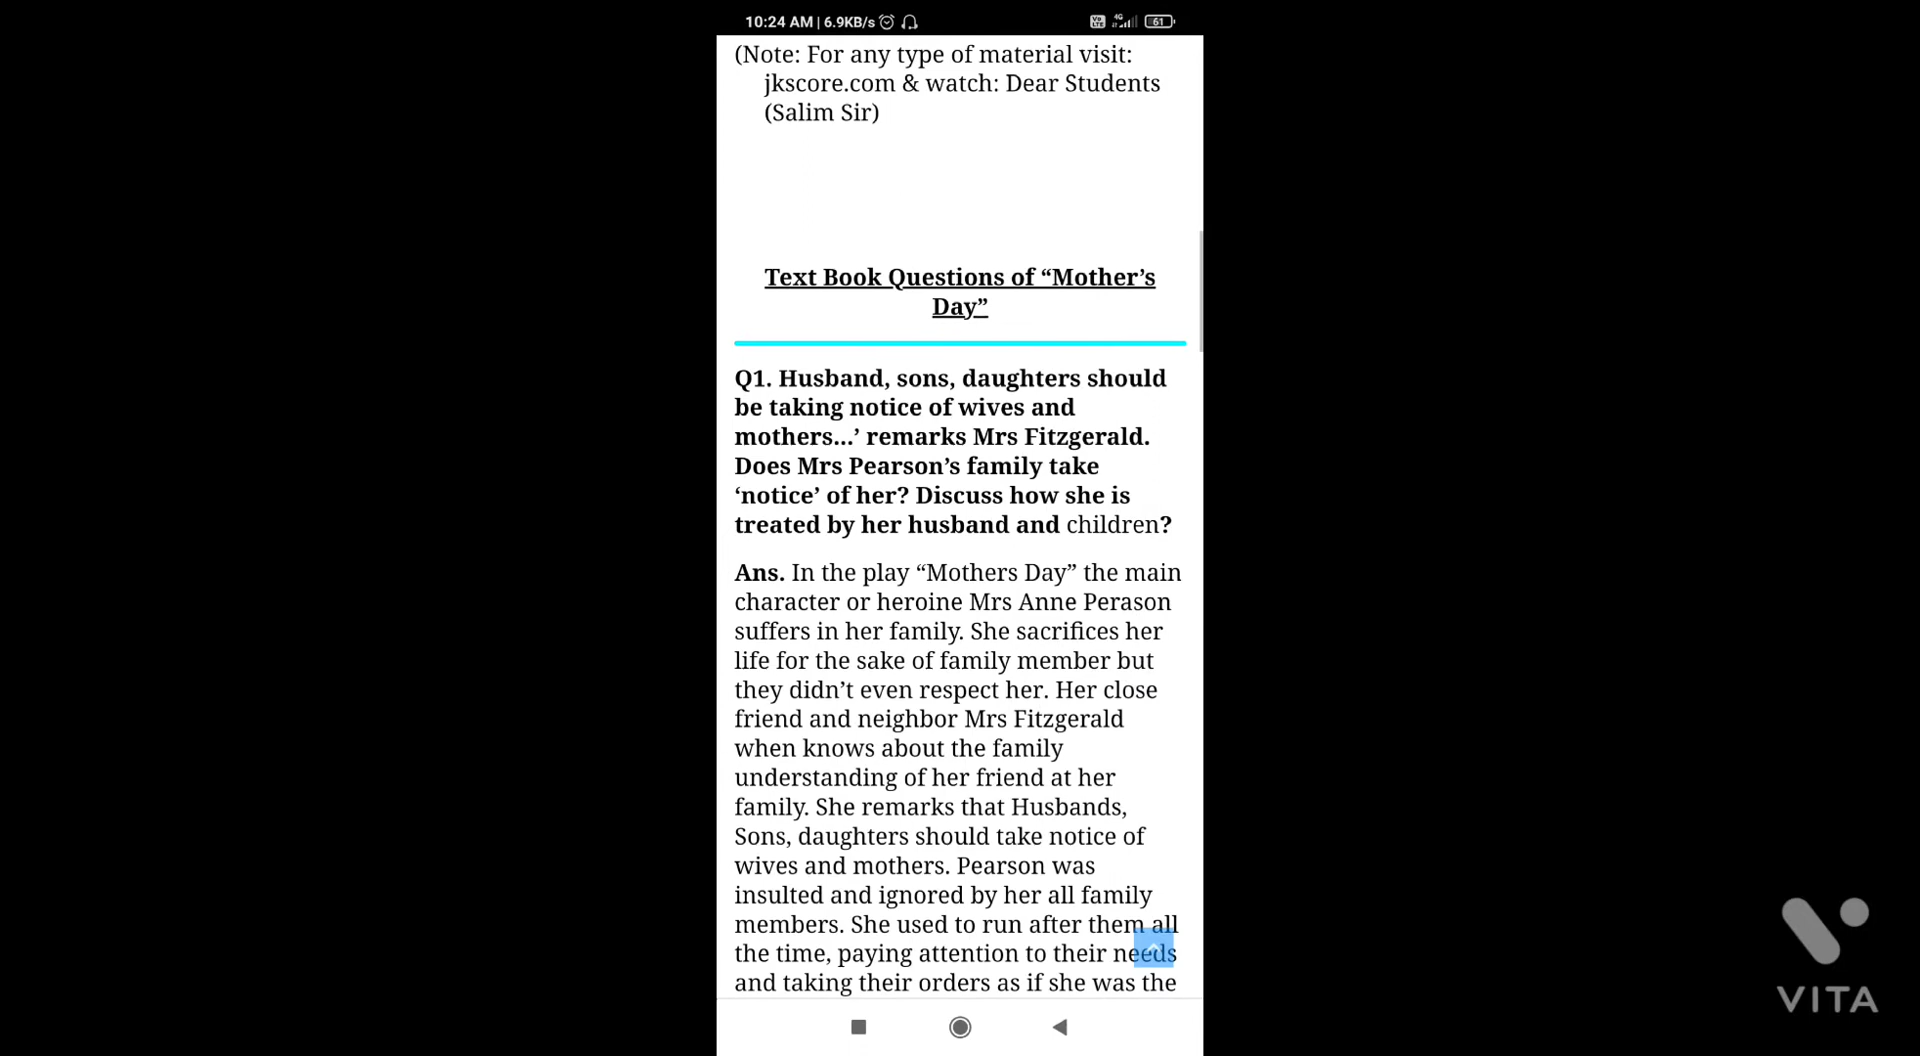 10:24 AM | 6.9KB/s
4G
61
(Note: For any type of material visit:
jkscore.com & watch: Dear Students
(Salim Sir)
Text Book Questions of “Mother’s
Day”
Q1. Husband, sons, daughters should
be taking notice of wives and
mothers...’ remarks Mrs Fitzgerald.
Does Mrs Pearson’s family take
‘notice’ of her? Discuss how she is
treated by her husband and children?
Ans. In the play “Mothers Day” the main
character or heroine Mrs Anne Perason
suffers in her family. She sacrifices her
life for the sake of family member but
they didn’t even respect her. Her close
friend and neighbor Mrs Fitzgerald
when knows about the family
understanding of her friend at her
family. She remarks that Husbands,
Sons, daughters should take notice of
wives and mothers. Pearson was
insulted and ignored by her all family
members. She used to run after them all
the time, paying attention to their needs
and taking their orders as if she was the
VITA